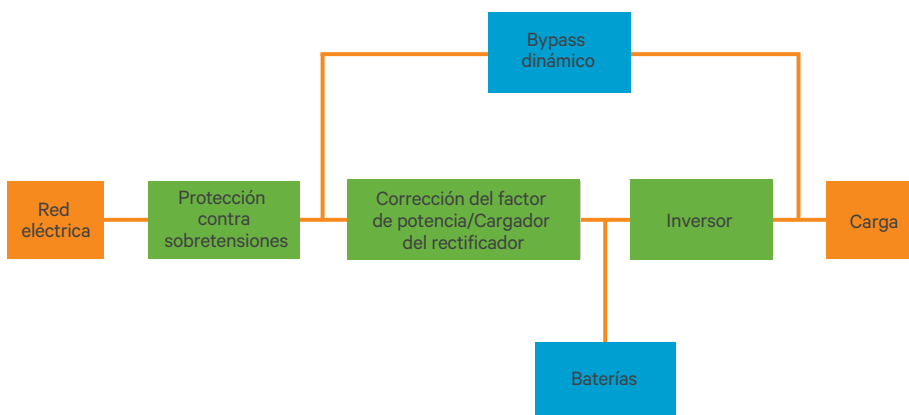 Bypass
dinámico
Red
eléctrica
Protección
contra
sobretensiones
Corrección del factor
de potencia/Cargador
del rectificador
Inversor
Carga
Baterías